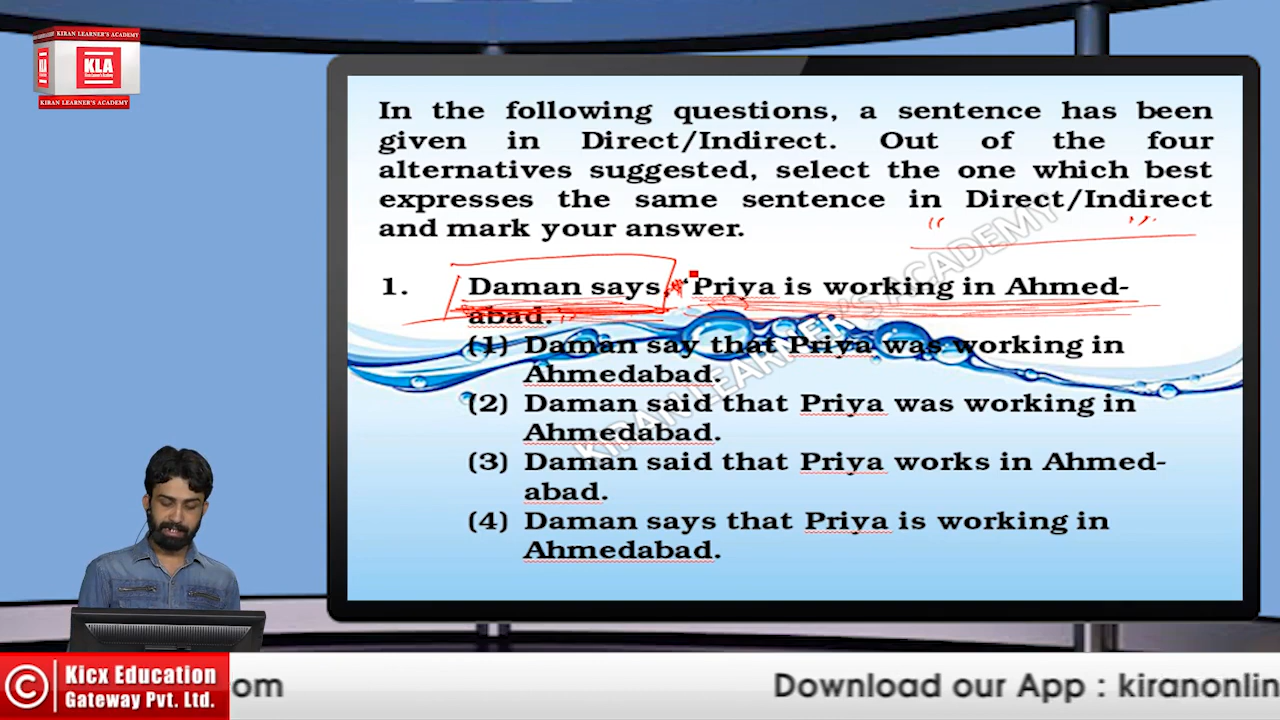 KIRAN LEARNER'S ACADEMY
KLA
KIRAN LEARNER'S ACADEMY
In the following questions, a sentence has been
given in Direct/Indirect. Out of the four
alternatives suggested, select the one which best
expresses the same sentence in Direct/Indirect
and mark your answer.
1. Daman says, "Priya is working in Ahmed-
abad."
(1) Daman say that Priya was working in
Ahmedabad.
(2) Daman said that Priya was working in
Ahmedabad.
(3) Daman said that Priya works in Ahmed-
abad.
(4) Daman says that Priya is working in
Ahmedabad.
KIRAN LEARNER'S ACADEMY
© Kicx Education
Gateway Pvt. Ltd.
om
Download our App : kiranonlin